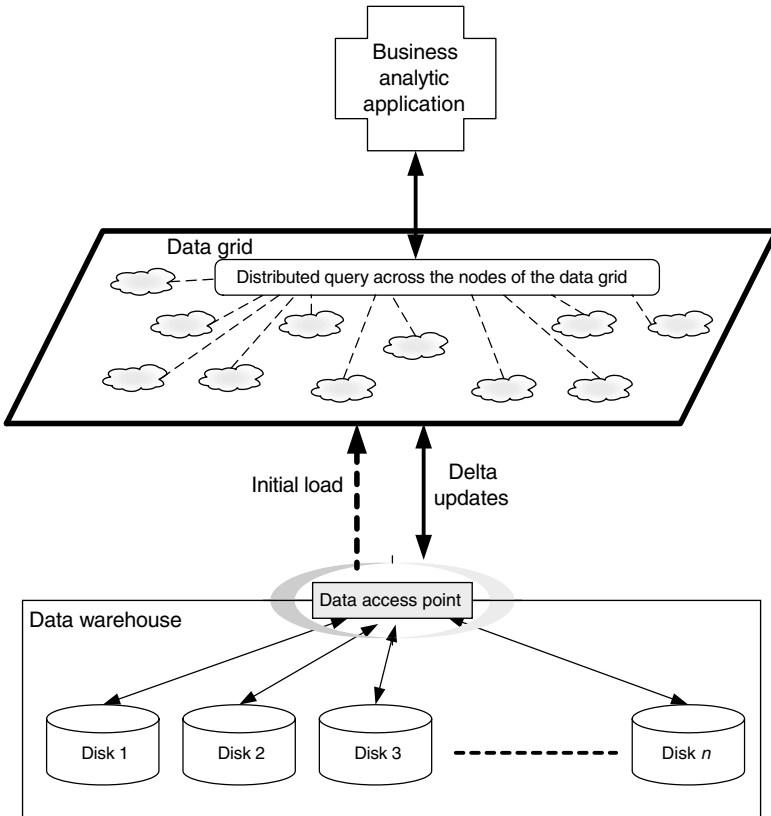 Business
analytic
application
Data grid
Distributed query across the nodes of the data grid
Initial load
Delta
updates
Data access point
Data warehouse
Disk 1
Disk 2
Disk 3
Disk n